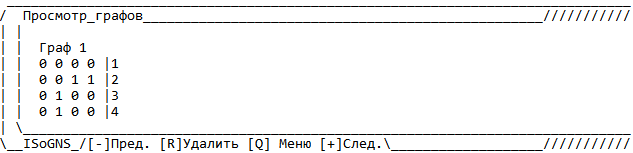 Просмотр_графов
Граф 1
0 0 0 0 |1
0 0 1 1 |2
0 1 0 0 |3
0 1 0 0 |4
ISoGNS_/[-]Пред. [R]Удалить [Q] Меню [+]След.\